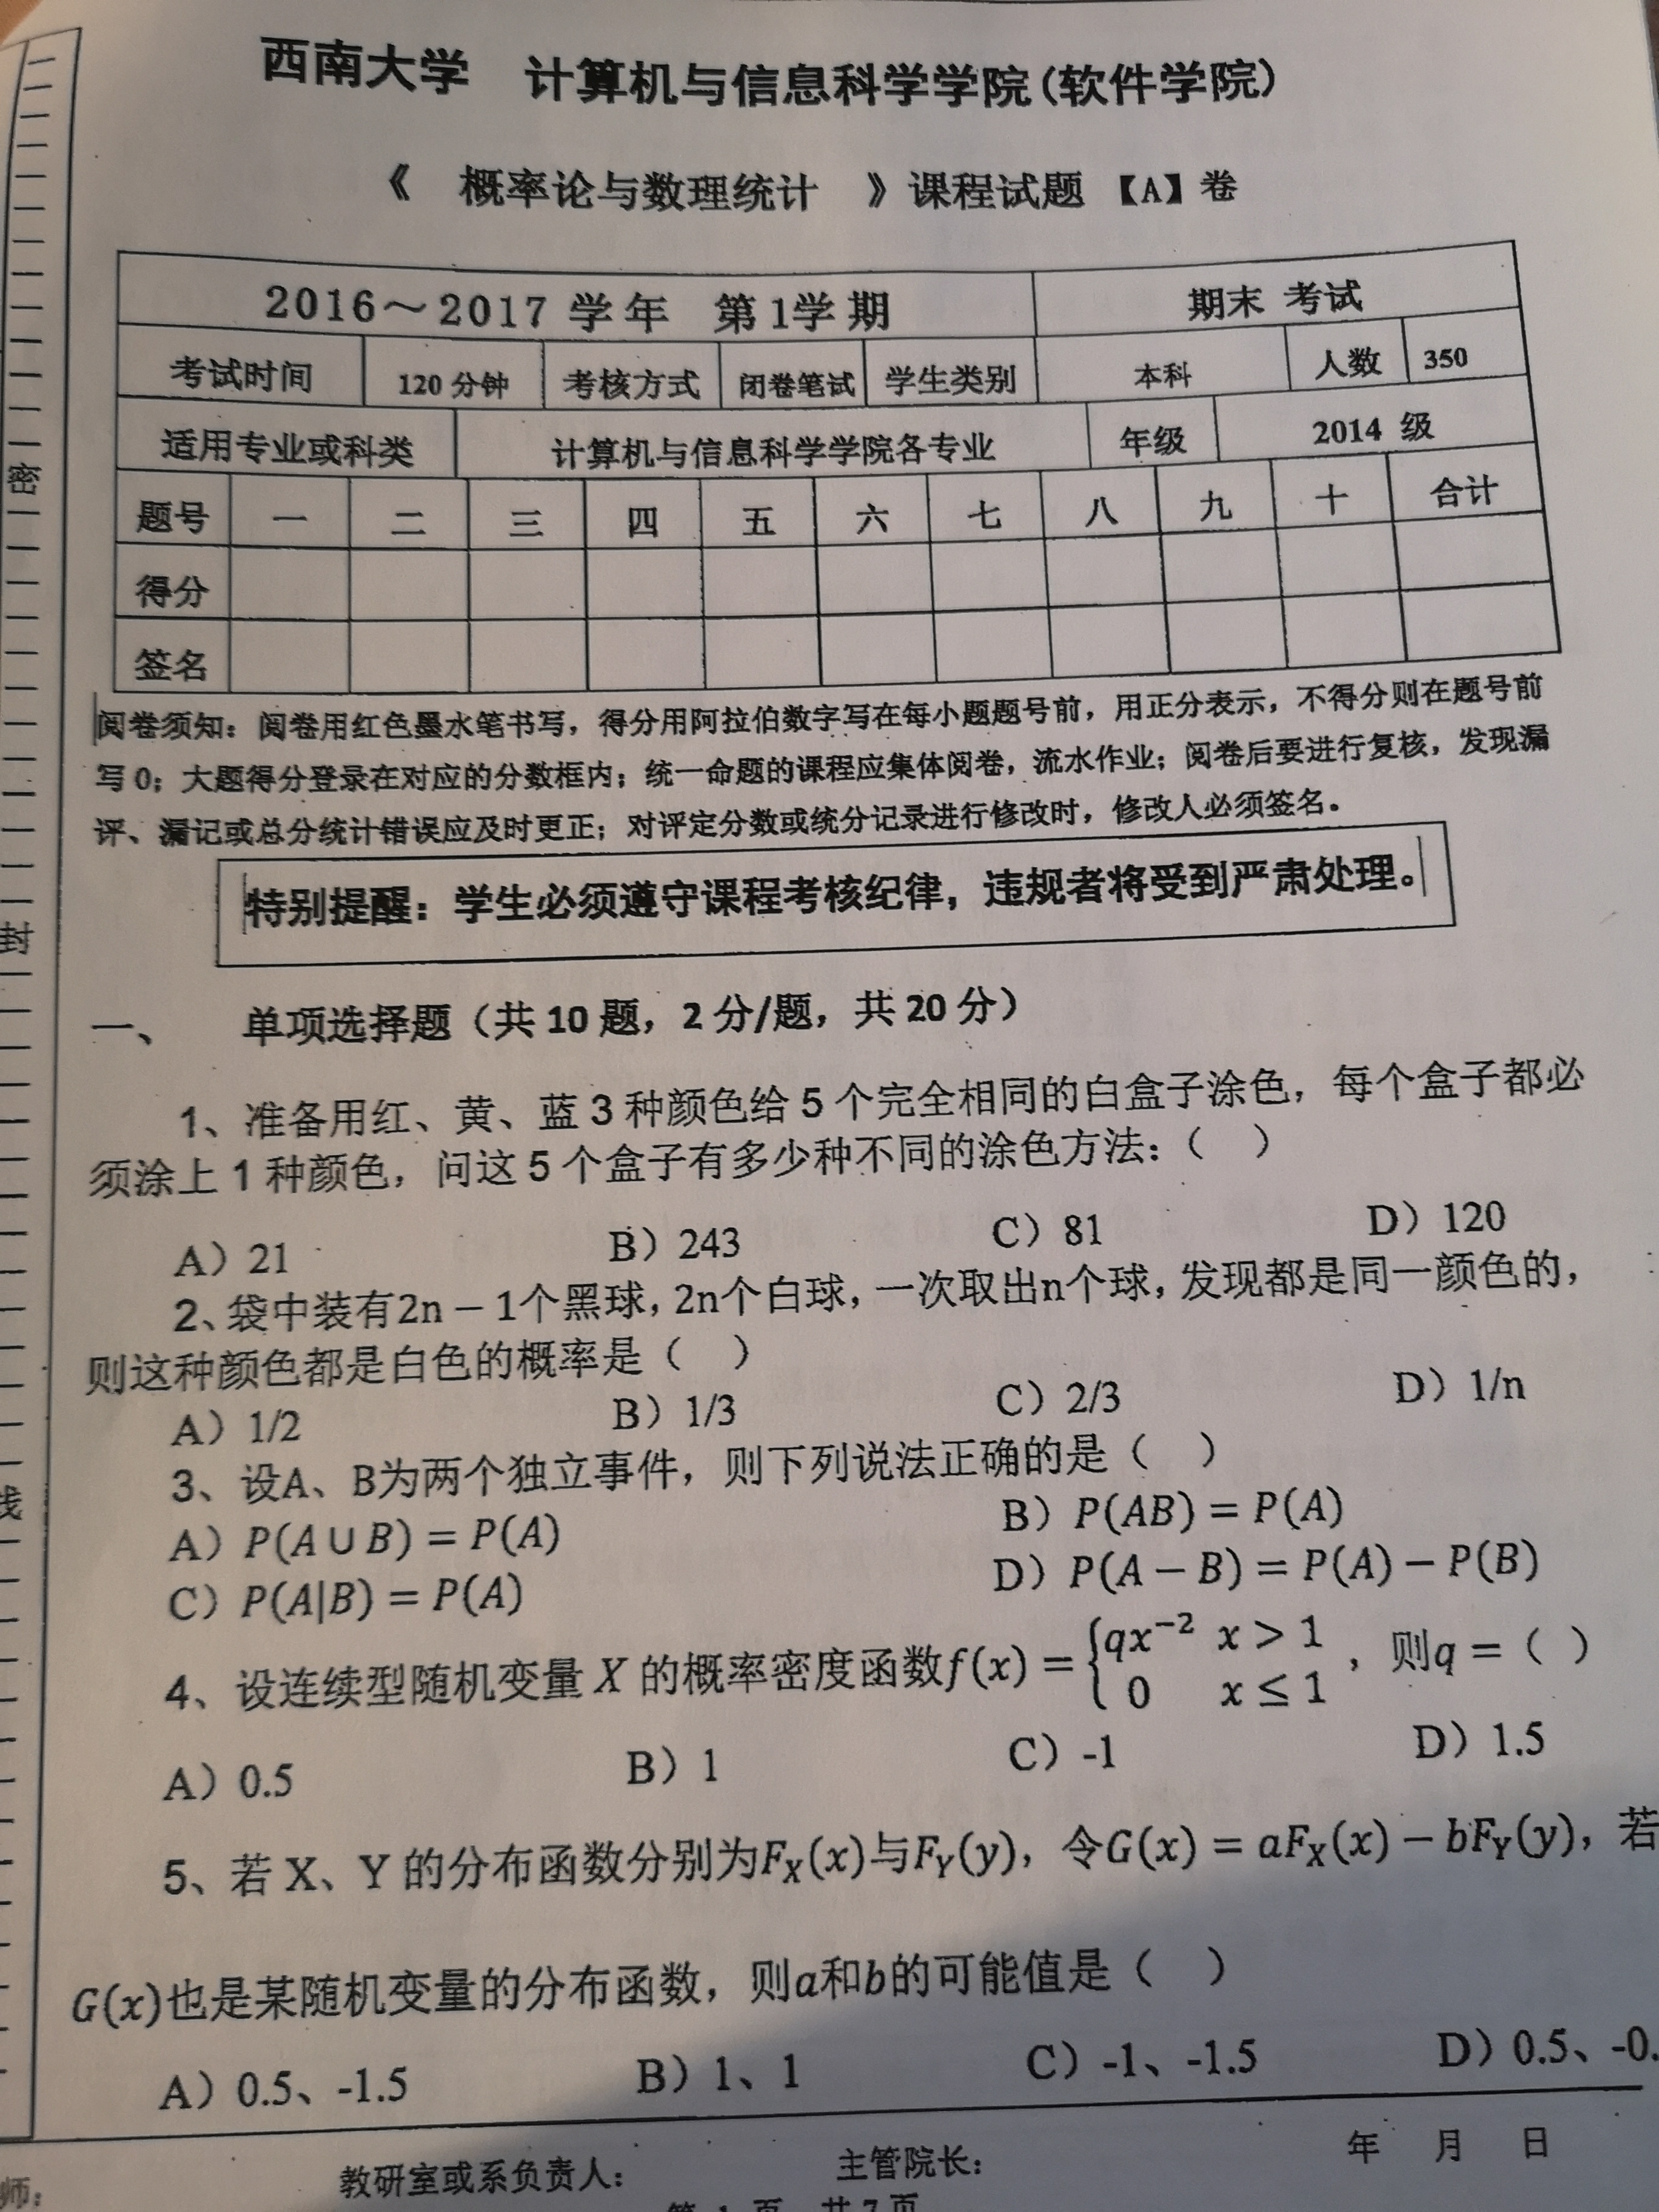 西南大学 计算机与信息科学学院(软件学院)
《 概率论与数理统计 》课程试题【A】卷
2016～2017 学年 第1学期 期末 考试
考试时间 120 分钟 考核方式 闭卷笔试 学生类别 本科 人数 350
适用专业或科类 计算机与信息科学学院各专业 年级 2014 级
题号 一 二 三 四 五 六 七 八 九 十 合计
得分
签名
密
封
线
阅卷须知：阅卷用红色墨水笔书写，得分用阿拉伯数字写在每小题题号前，用正分表示，不得分则在题号前
写 0；大题得分登录在对应的分数框内；统一命题的课程应集体阅卷，流水作业；阅卷后要进行复核，发现漏
评、漏记或总分统计错误应及时更正；对评定分数或统分记录进行修改时，修改人必须签名。
特别提醒：学生必须遵守课程考核纪律，违规者将受到严肃处理。
一、 单项选择题（共 10 题，2 分/题，共 20 分）
1、准备用红、黄、蓝 3 种颜色给 5 个完全相同的白盒子涂色，每个盒子都必
须涂上 1 种颜色，问这 5 个盒子有多少种不同的涂色方法：（ ）
A）21 B）243 C）81 D）120
2、袋中装有2n − 1个黑球，2n个白球，一次取出n个球，发现都是同一颜色的，
则这种颜色都是白色的概率是（ ）
A）1/2 B）1/3 C）2/3 D）1/n
3、设A、B为两个独立事件，则下列说法正确的是（ ）
A）P(A ∪ B) = P(A) B）P(AB) = P(A)
C）P(A|B) = P(A) D）P(A − B) = P(A) − P(B)
4、设连续型随机变量 X 的概率密度函数f(x) = {qx⁻² x > 1 0 x ≤ 1 ，则q =（ ）
A）0.5 B）1 C）-1 D）1.5
5、若 X、Y 的分布函数分别为F_X(x)与F_Y(y)，令G(x) = aF_X(x) − bF_Y(y)，若
G(x)也是某随机变量的分布函数，则a和b的可能值是（ ）
A）0.5、-1.5 B）1、1 C）-1、-1.5 D）0.5、-0.
师： 教研室或系负责人： 主管院长： 年 月 日
第 1 页 共 7 页